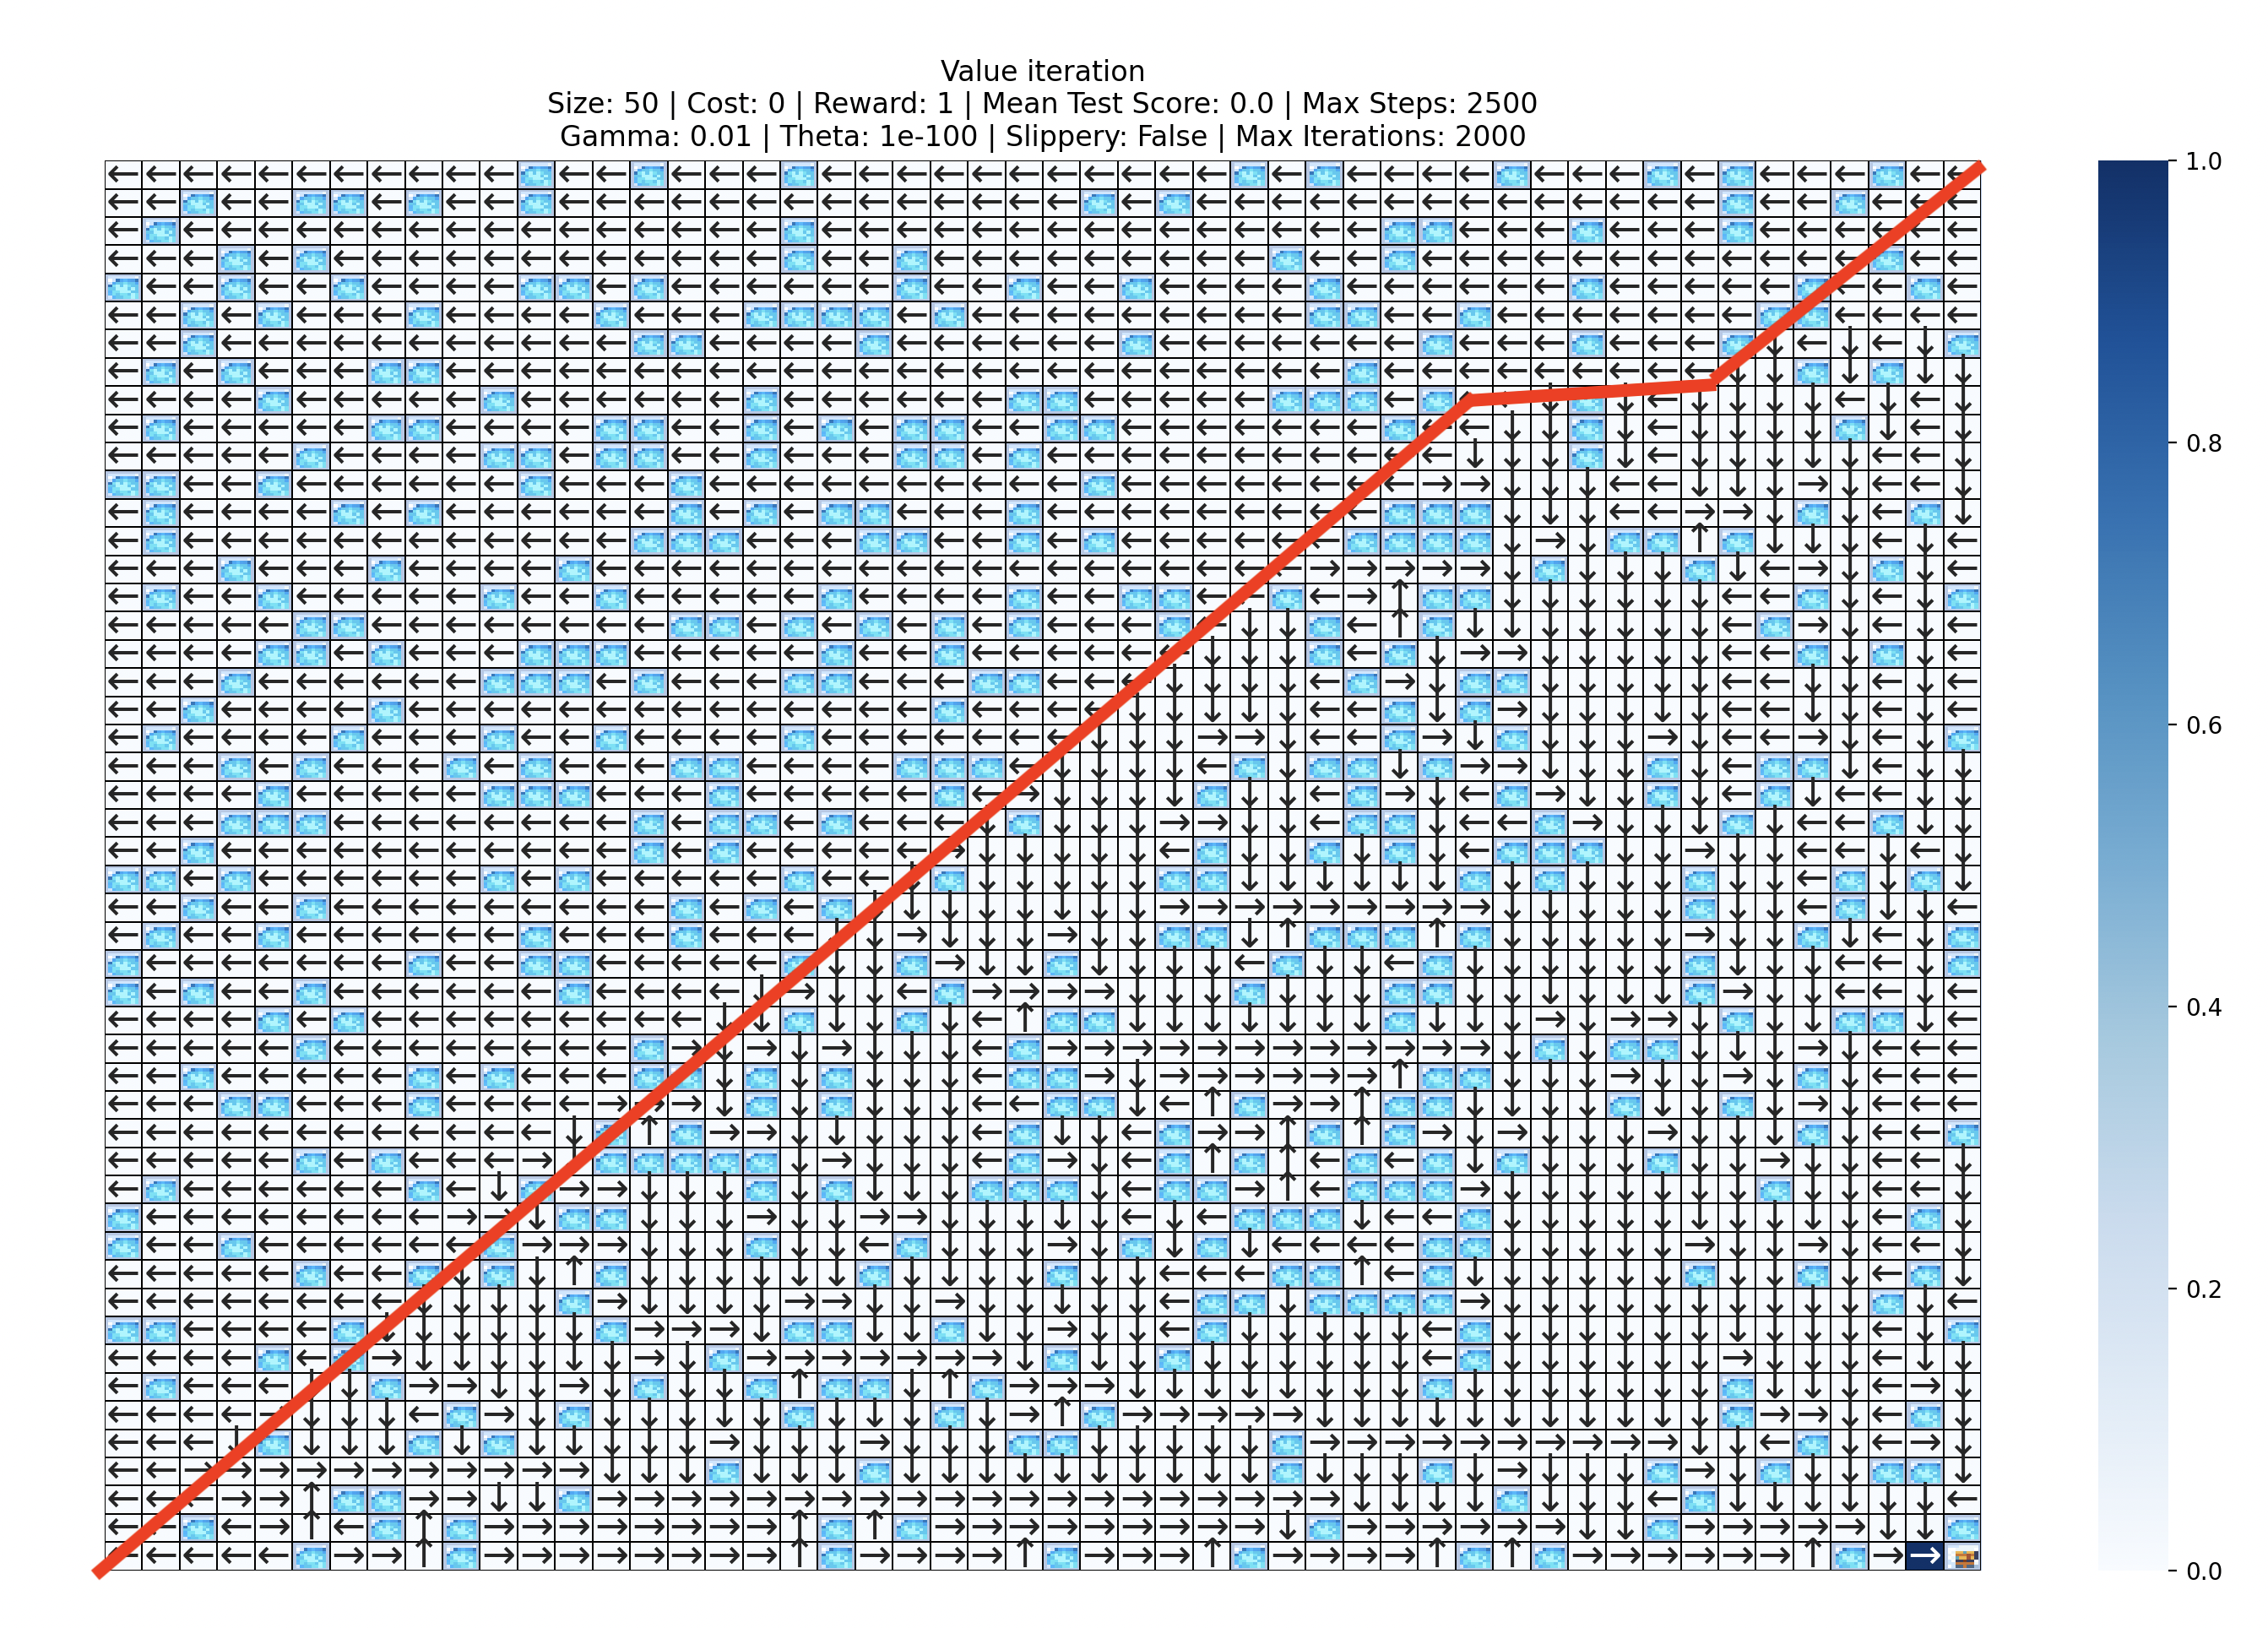 Value iteration
Size: 50 | Cost: 0 | Reward: 1 | Mean Test Score: 0.0 | Max Steps: 2500
Gamma: 0.01 | Theta: 1e-100 | Slippery: False | Max Iterations: 2000
1.0
0.8
0.6
0.4
0.2
0.0